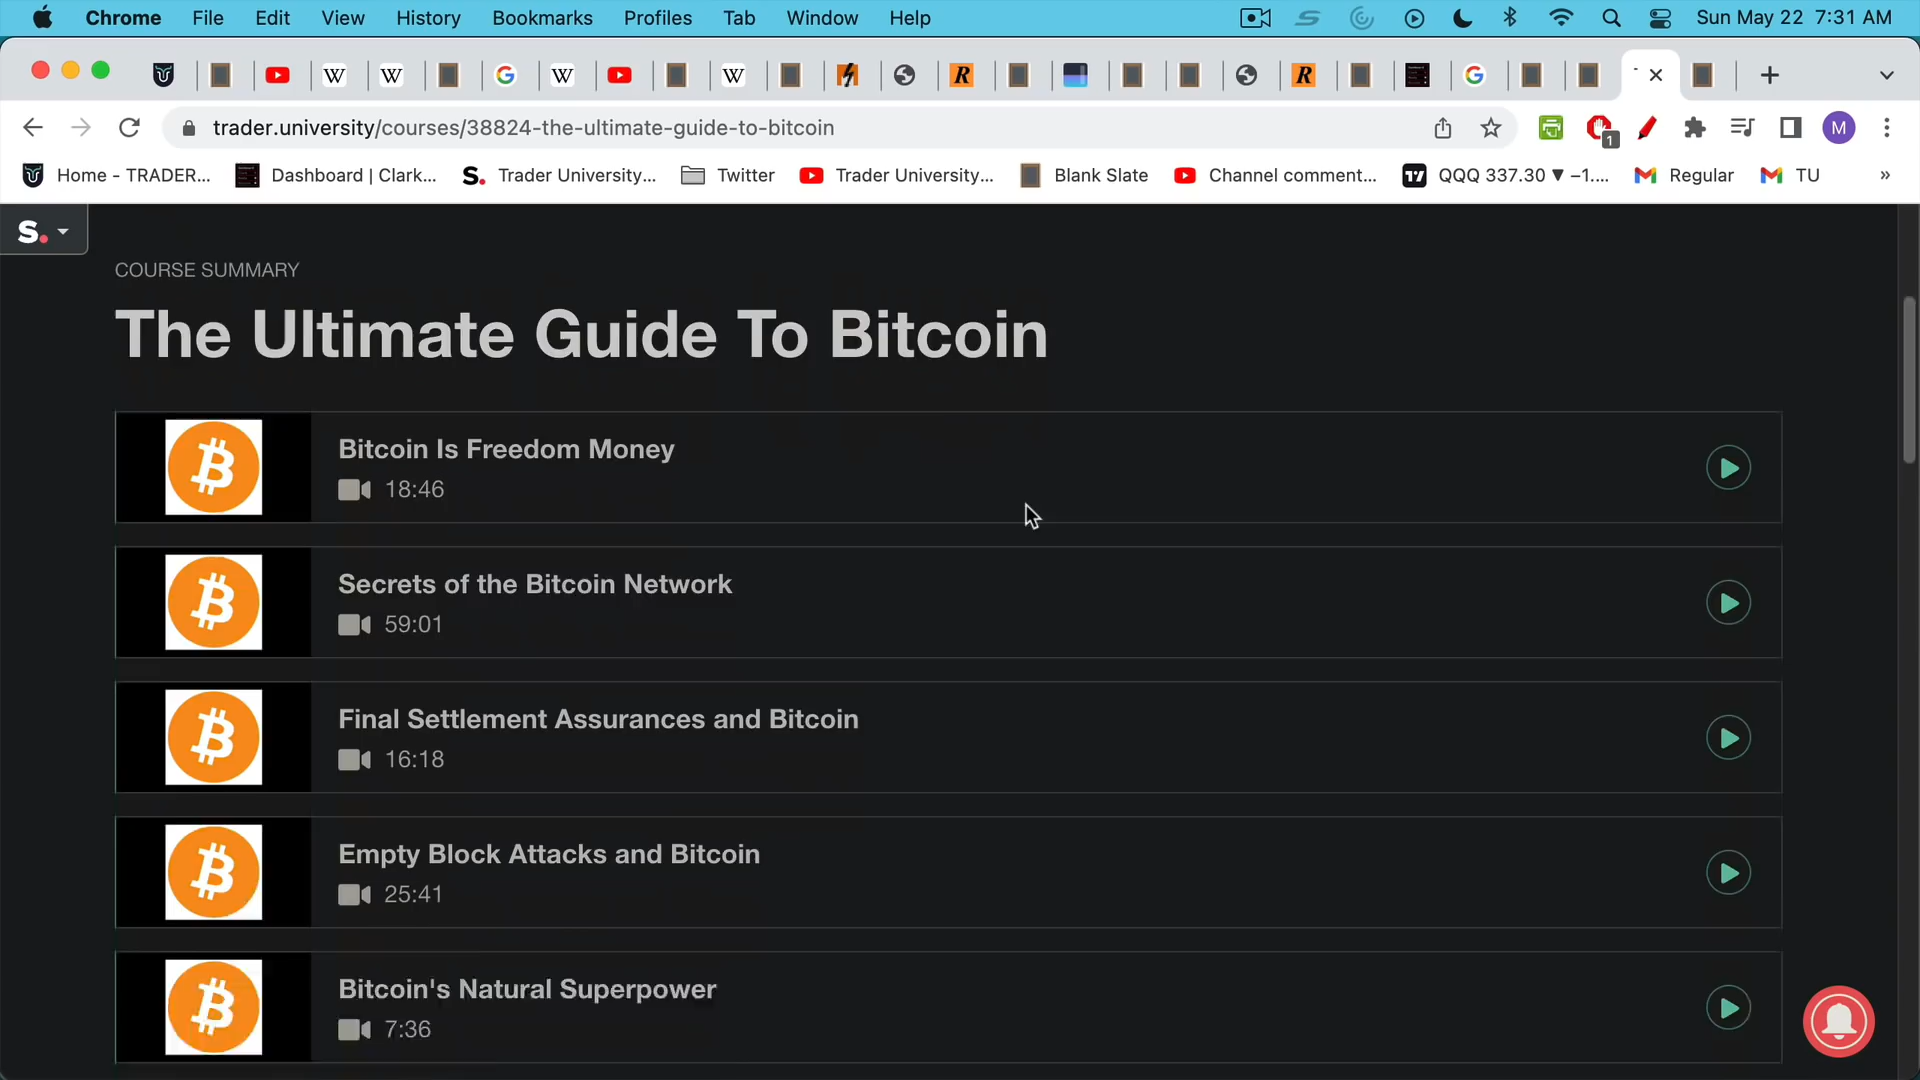 Chrome File Edit View History Bookmarks Profiles Tab Window Help Sun May 22 7:31 AM
trader.university/courses/38824-the-ultimate-guide-to-bitcoin 1 M
Home - TRADER... Dashboard | Clark... S. Trader University... Twitter Trader University... Blank Slate Channel comment... QQQ 337.30 ▼ −1.... Regular TU »
S.
COURSE SUMMARY
The Ultimate Guide To Bitcoin
Bitcoin Is Freedom Money
18:46
Secrets of the Bitcoin Network
59:01
Final Settlement Assurances and Bitcoin
16:18
Empty Block Attacks and Bitcoin
25:41
Bitcoin's Natural Superpower
7:36